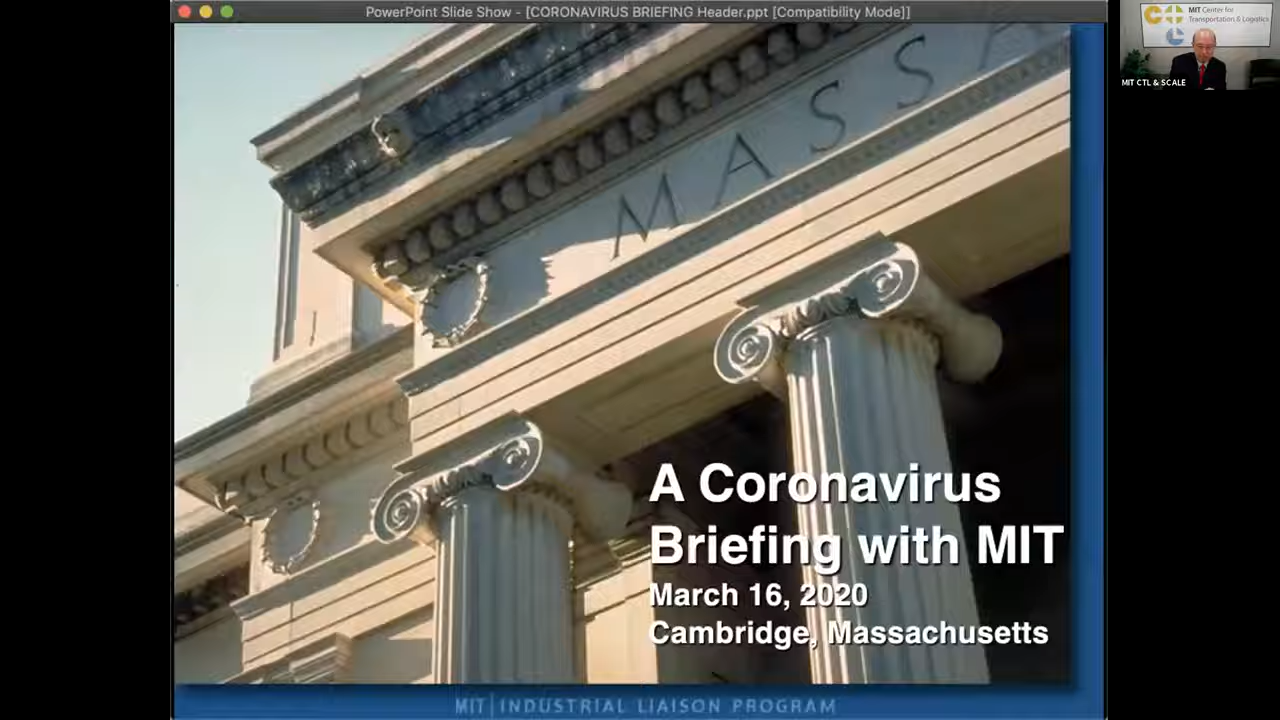 PowerPoint Slide Show - [CORONAVIRUS BRIEFING Header.ppt [Compatibility Mode]]
MIT Center for
Transportation & Logistics
MIT CTL & SCALE
MASSA
A Coronavirus
Briefing with MIT
March 16, 2020
Cambridge, Massachusetts
MIT | INDUSTRIAL LIAISON PROGRAM